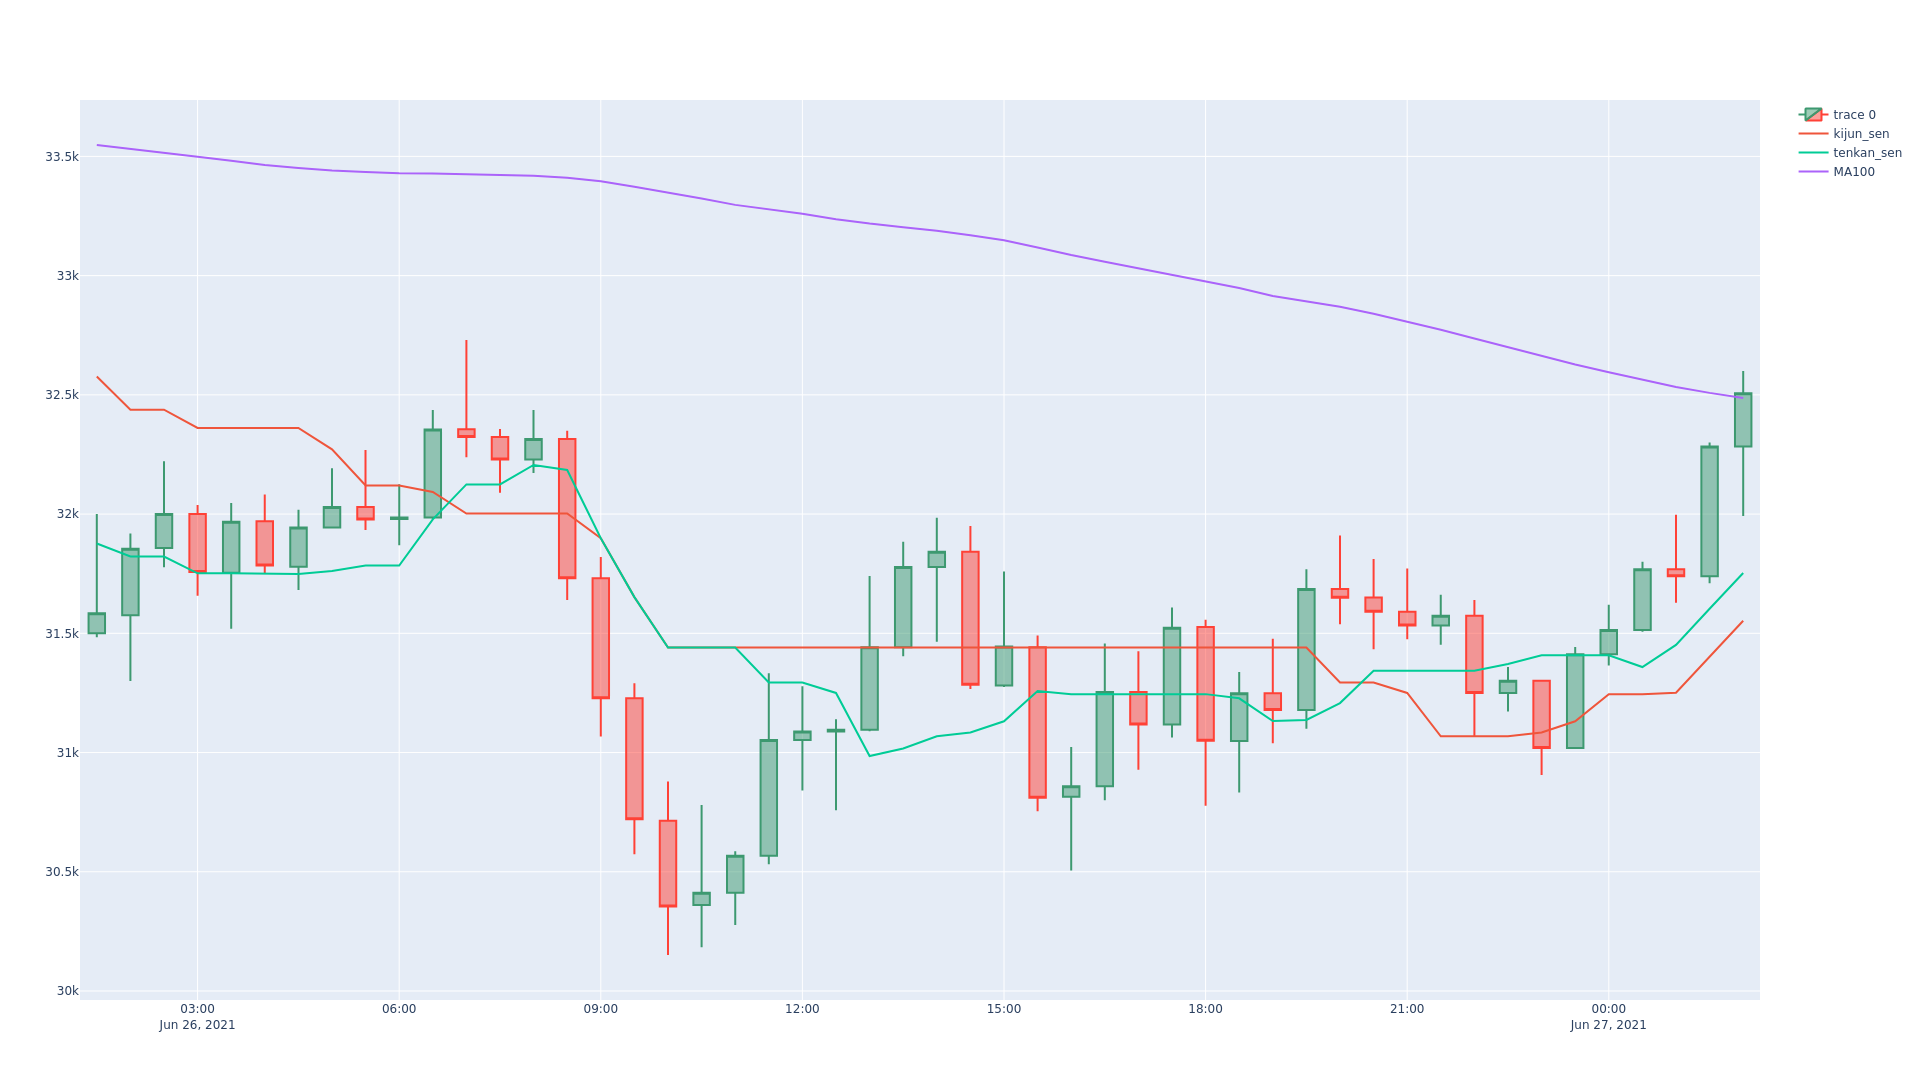 33.5k
33k
32.5k
32k
31.5k
31k
30.5k
30k
03:00
Jun 26, 2021
06:00
09:00
12:00
15:00
18:00
21:00
00:00
Jun 27, 2021
trace 0
kijun_sen
tenkan_sen
MA100